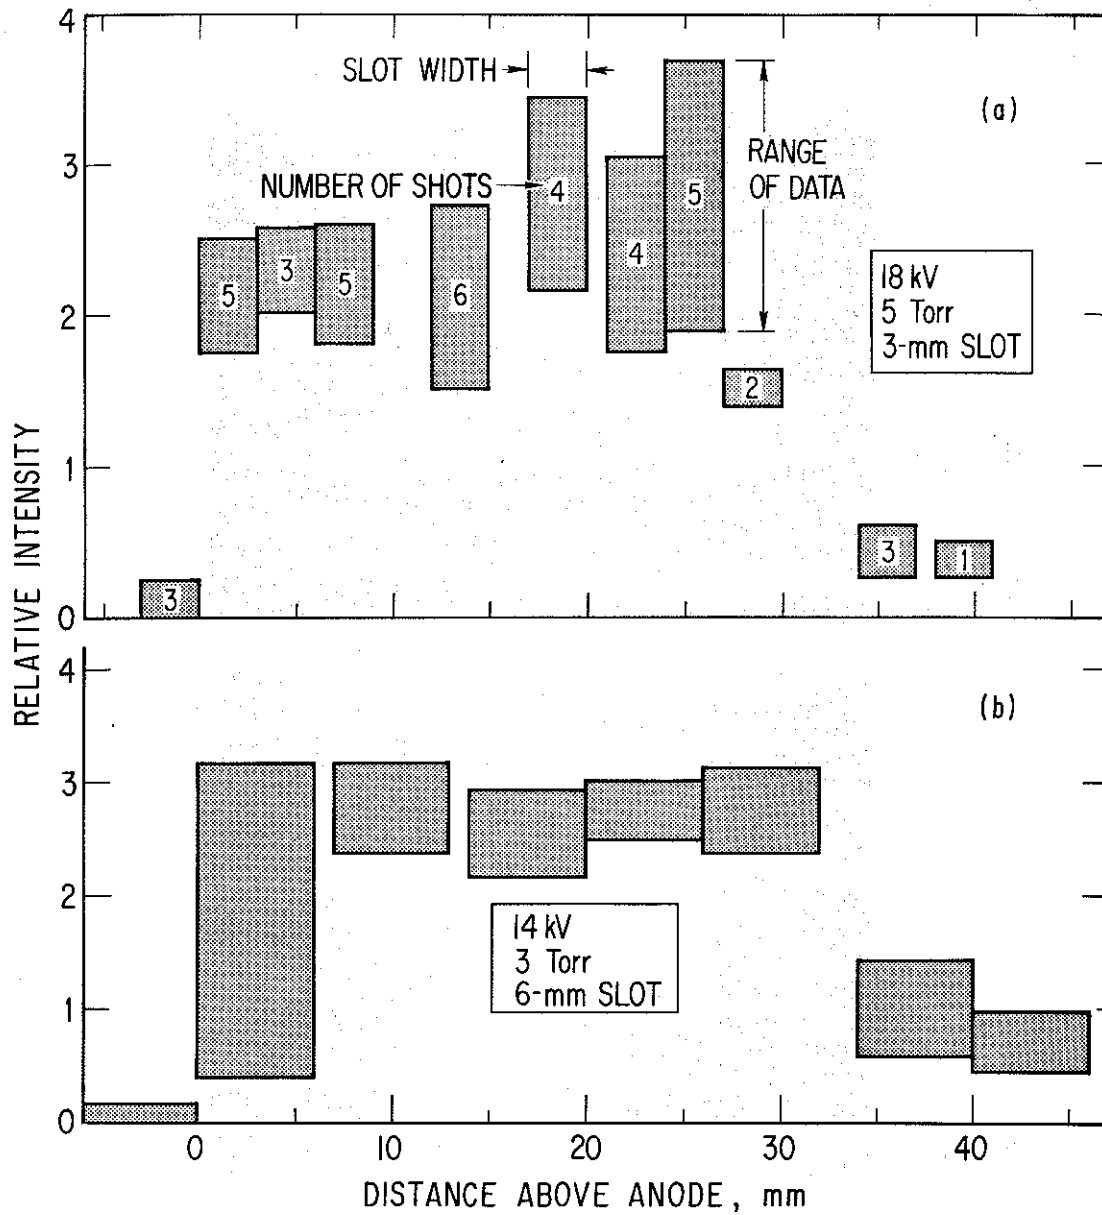 4
SLOT WIDTH
(a)
3
RANGE
OF DATA
NUMBER OF SHOTS
4
5
5
3
5
6
4
2
18 kV
5 Torr
3-mm SLOT
2
1
3
3
1
0
RELATIVE INTENSITY
4
(b)
3
2
14 kV
3 Torr
6-mm SLOT
1
0
0 10 20 30 40
DISTANCE ABOVE ANODE, mm